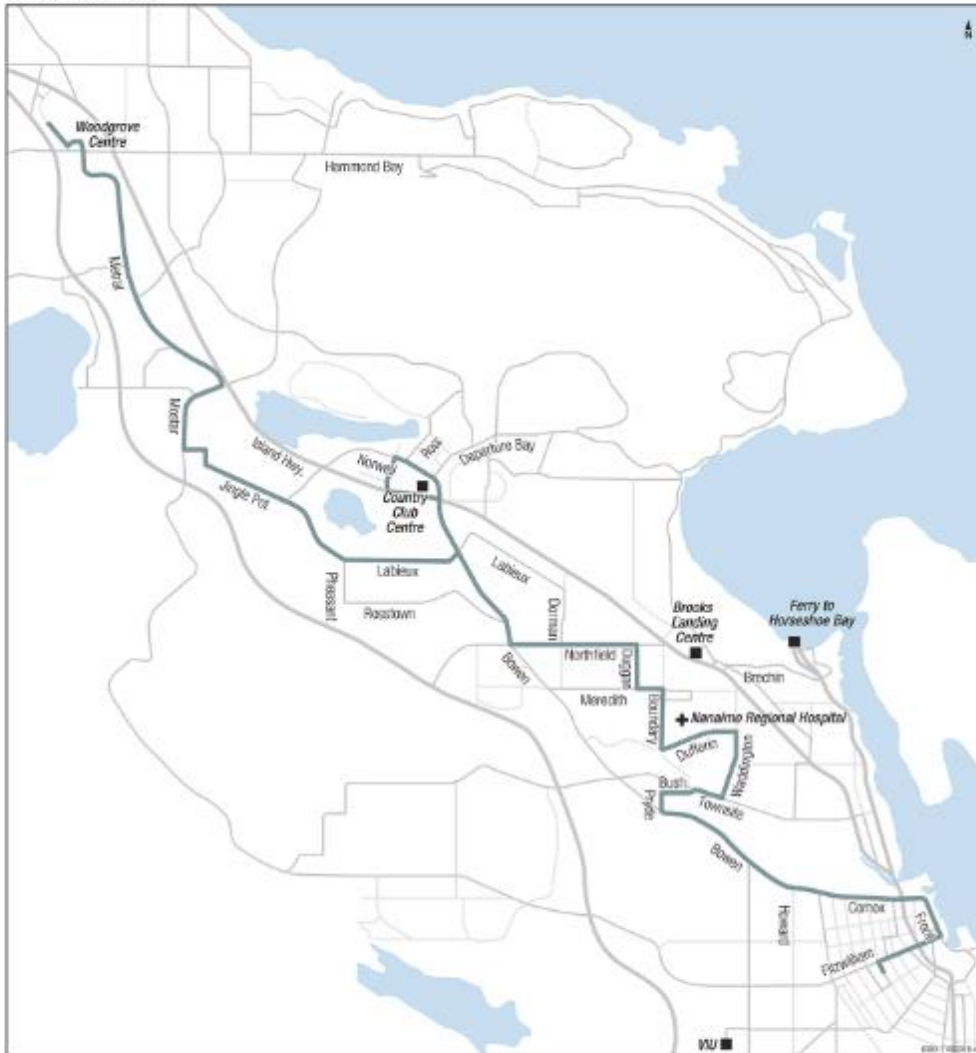 N
Woodgrove
Centre
Hammond Bay
Metral
Mostar
Island Hwy.
Norwell
Ross
Departure Bay
Jingle Pot
Country
Club
Centre
Labieux
Labieux
Pheasant
Rosstown
Dorman
Brooks
Landing
Centre
Ferry to
Horseshoe Bay
Bowen
Northfield
Duggan
Brechin
Meredith
Boundary
Nanaimo Regional Hospital
Dufferin
Waddington
Bush
Pryde
Townsite
Bowen
Howard
Comox
Front
Fitzwilliam
VIU